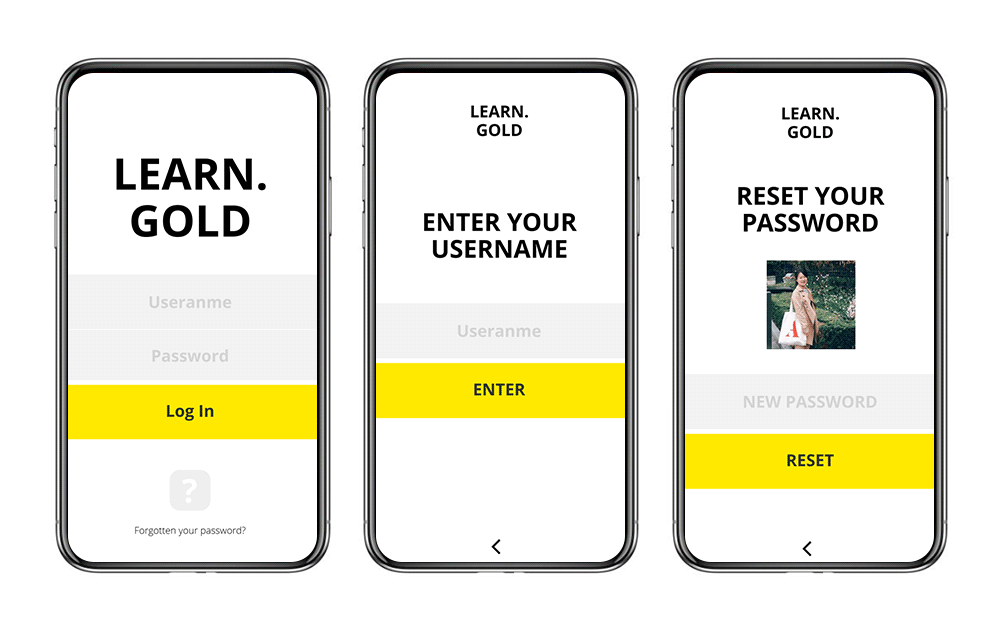 LEARN.
GOLD
Useranme
Password
Log In
?
Forgotten your password?
LEARN.
GOLD
ENTER YOUR
USERNAME
Useranme
ENTER
LEARN.
GOLD
RESET YOUR
PASSWORD
A
NEW PASSWORD
RESET